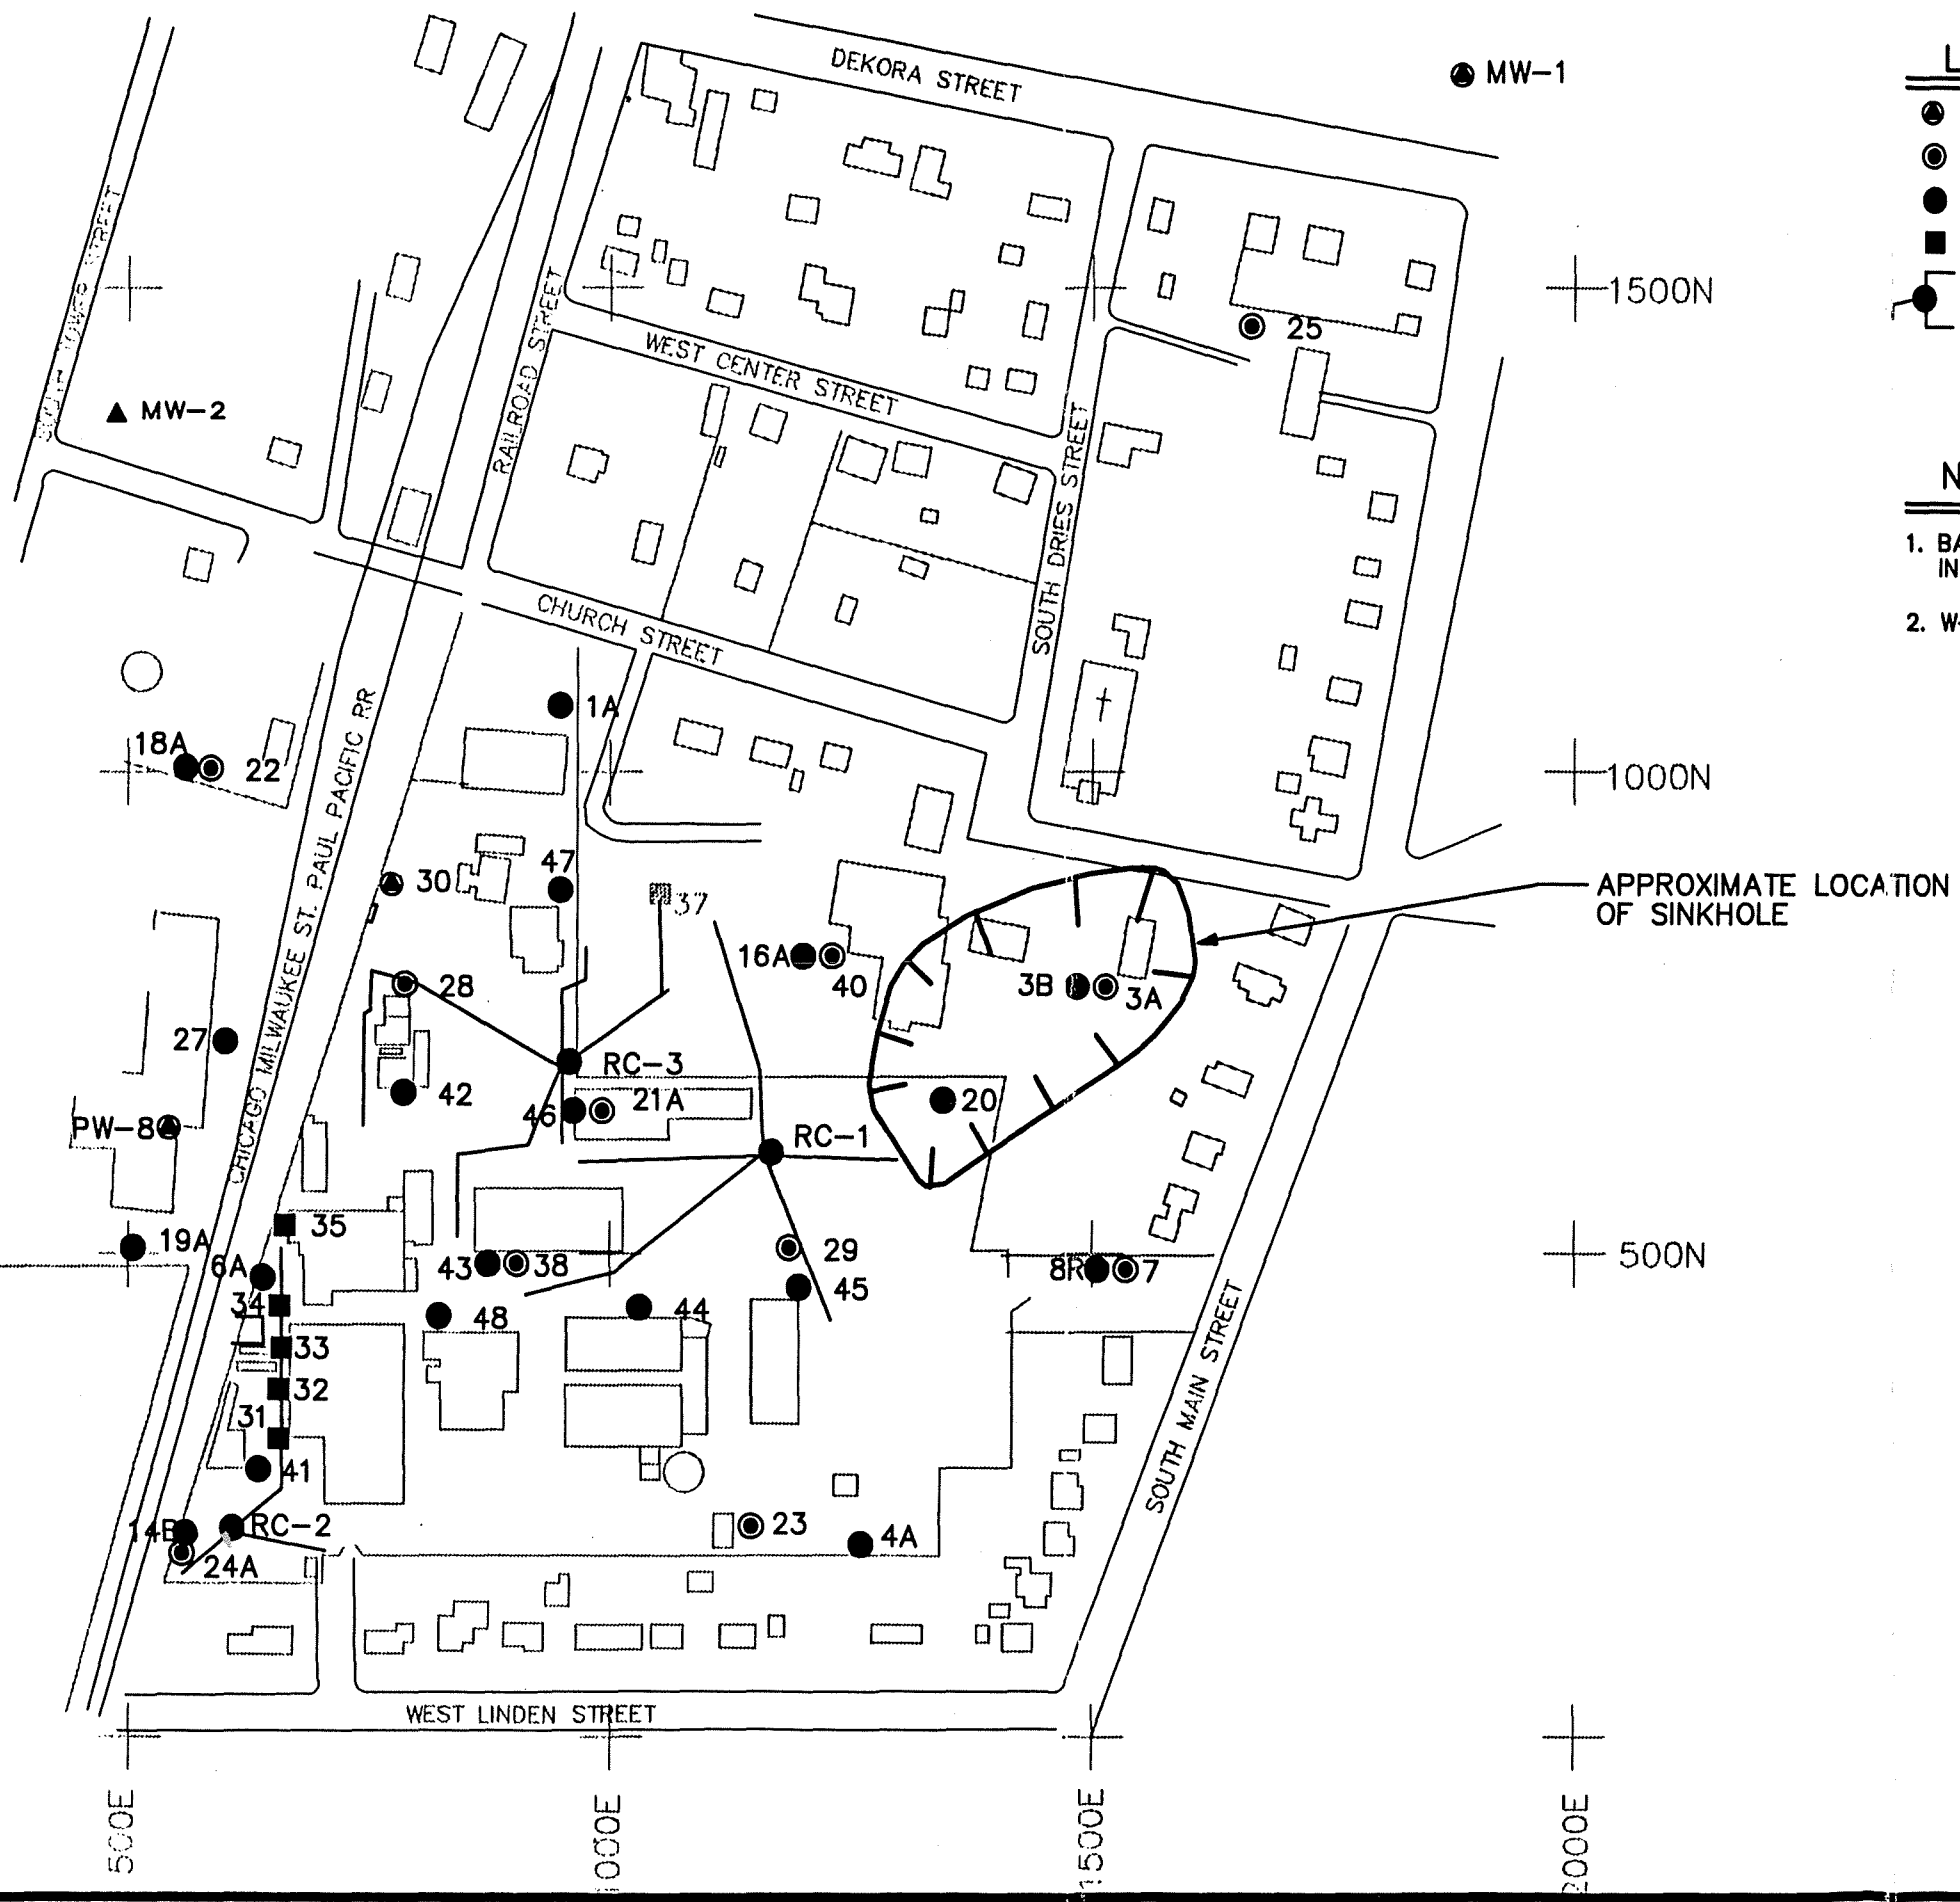 DEKORA STREET
MW-1
L
1500N
25
WEST CENTER STREET
RAILROAD STREET
SOUTH DRIES STREET
STREET
MW-2
N
1. BA
IN
2. W-
CHURCH STREET
1A
18A
22
1000N
CHICAGO MILWAUKEE ST. PAUL PACIFIC RR
30
47
37
APPROXIMATE LOCATION
OF SINKHOLE
16A
40
3B
3A
28
27
RC-3
42
46
21A
20
PW-8
RC-1
35
19A
6A
43
38
29
45
8R
7
500N
34
48
44
33
32
31
41
SOUTH MAIN STREET
14B
RC-2
24A
23
4A
WEST LINDEN STREET
500E
1000E
1500E
2000E